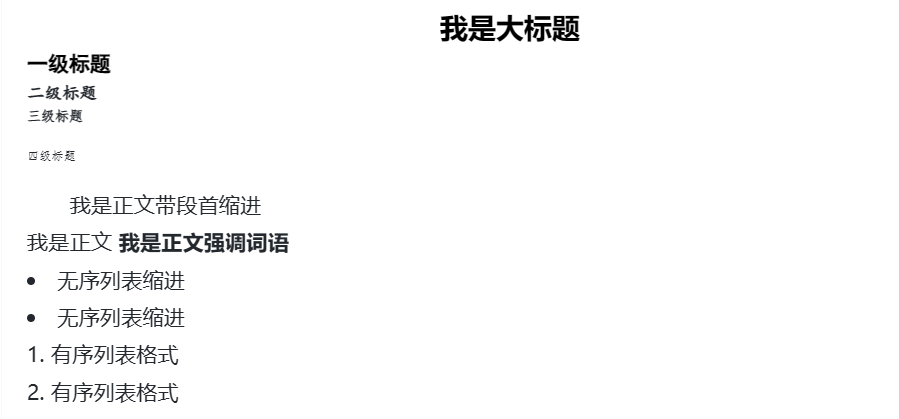 我是大标题
一级标题
二级标题
三级标题
四级标题
我是正文带段首缩进
我是正文 我是正文强调词语
• 无序列表缩进
• 无序列表缩进
1. 有序列表格式
2. 有序列表格式